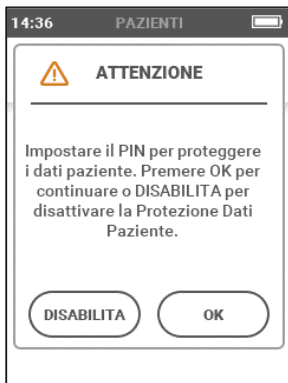 14:36 PAZIENTI
ATTENZIONE
Impostare il PIN per proteggere
i dati paziente. Premere OK per
continuare o DISABILITA per
disattivare la Protezione Dati
Paziente.
DISABILITA OK